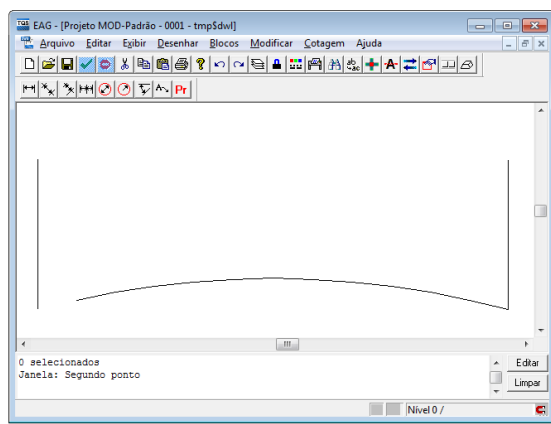 TQS EAG - [Projeto MOD-Padrão - 0001 - tmp$dwl]
Arquivo Editar Exibir Desenhar Blocos Modificar Cotagem Ajuda
Pr
0 selecionados
Janela: Segundo ponto
Editar
Limpar
Nível 0 /